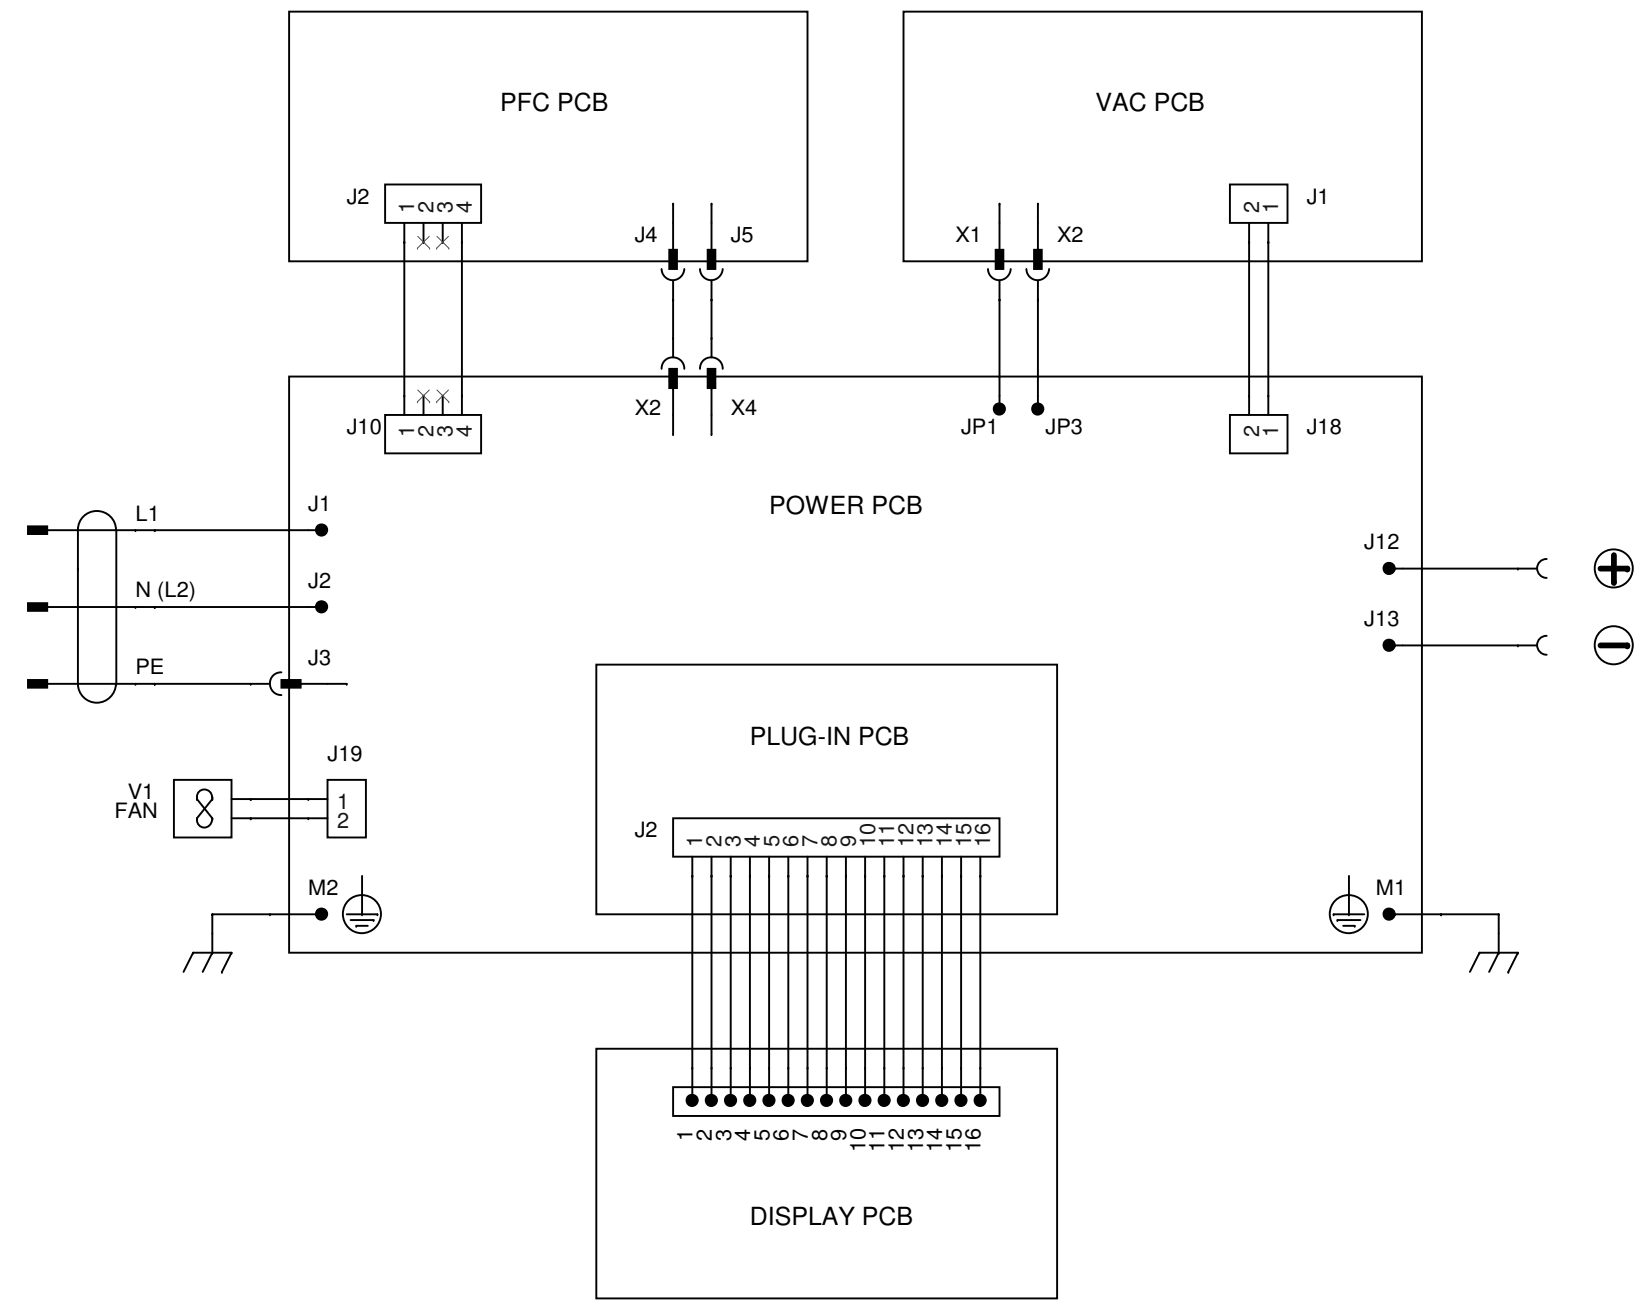 PFC PCB
VAC PCB
J2
1 2 3 4
J4
J5
X1
X2
2 1
J1
J10
1 2 3 4
X2
X4
JP1
JP3
2 1
J18
POWER PCB
L1
J1
N (L2)
J2
PE
J3
J12
J13
PLUG-IN PCB
J19
V1
FAN
1
2
J2
1 2 3 4 5 6 7 8 9 10 11 12 13 14 15 16
M2
M1
1 2 3 4 5 6 7 8 9 10 11 12 13 14 15 16
DISPLAY PCB